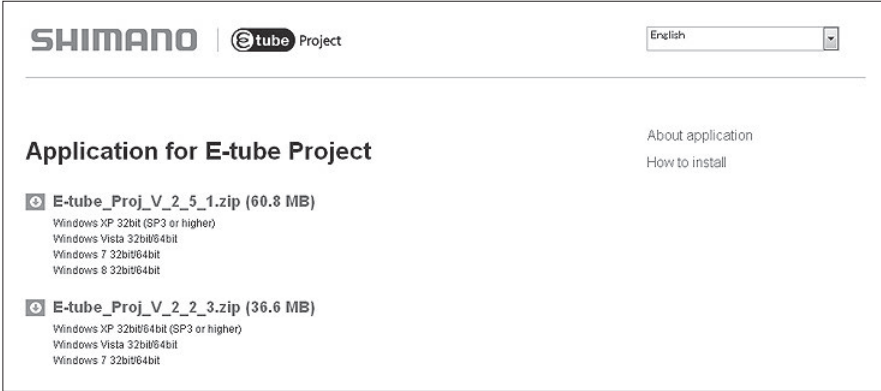 SHIMANO E-tube Project English
About application
Application for E-tube Project
How to install
E-tube_Proj_V_2_5_1.zip (60.8 MB)
Windows XP 32bit (SP3 or higher)
Windows Vista 32bit/64bit
Windows 7 32bit/64bit
Windows 8 32bit/64bit
E-tube_Proj_V_2_2_3.zip (36.6 MB)
Windows XP 32bit/64bit (SP3 or higher)
Windows Vista 32bit/64bit
Windows 7 32bit/64bit